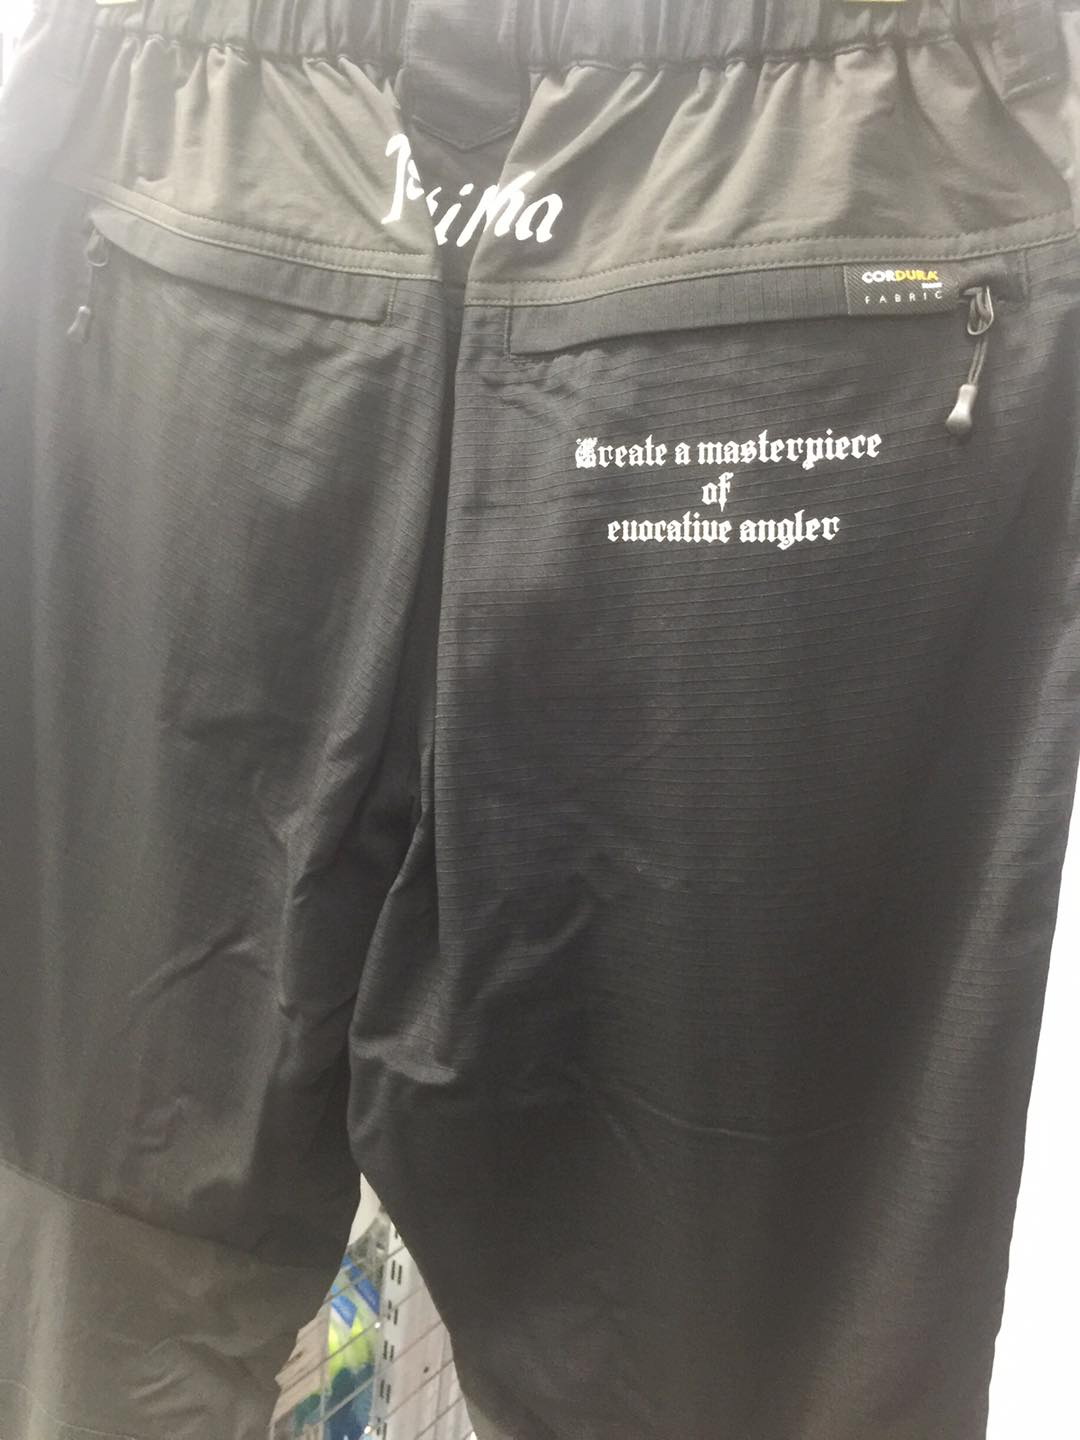 CORDURA
FABRIC
Create a masterpiece
of
evocative angler